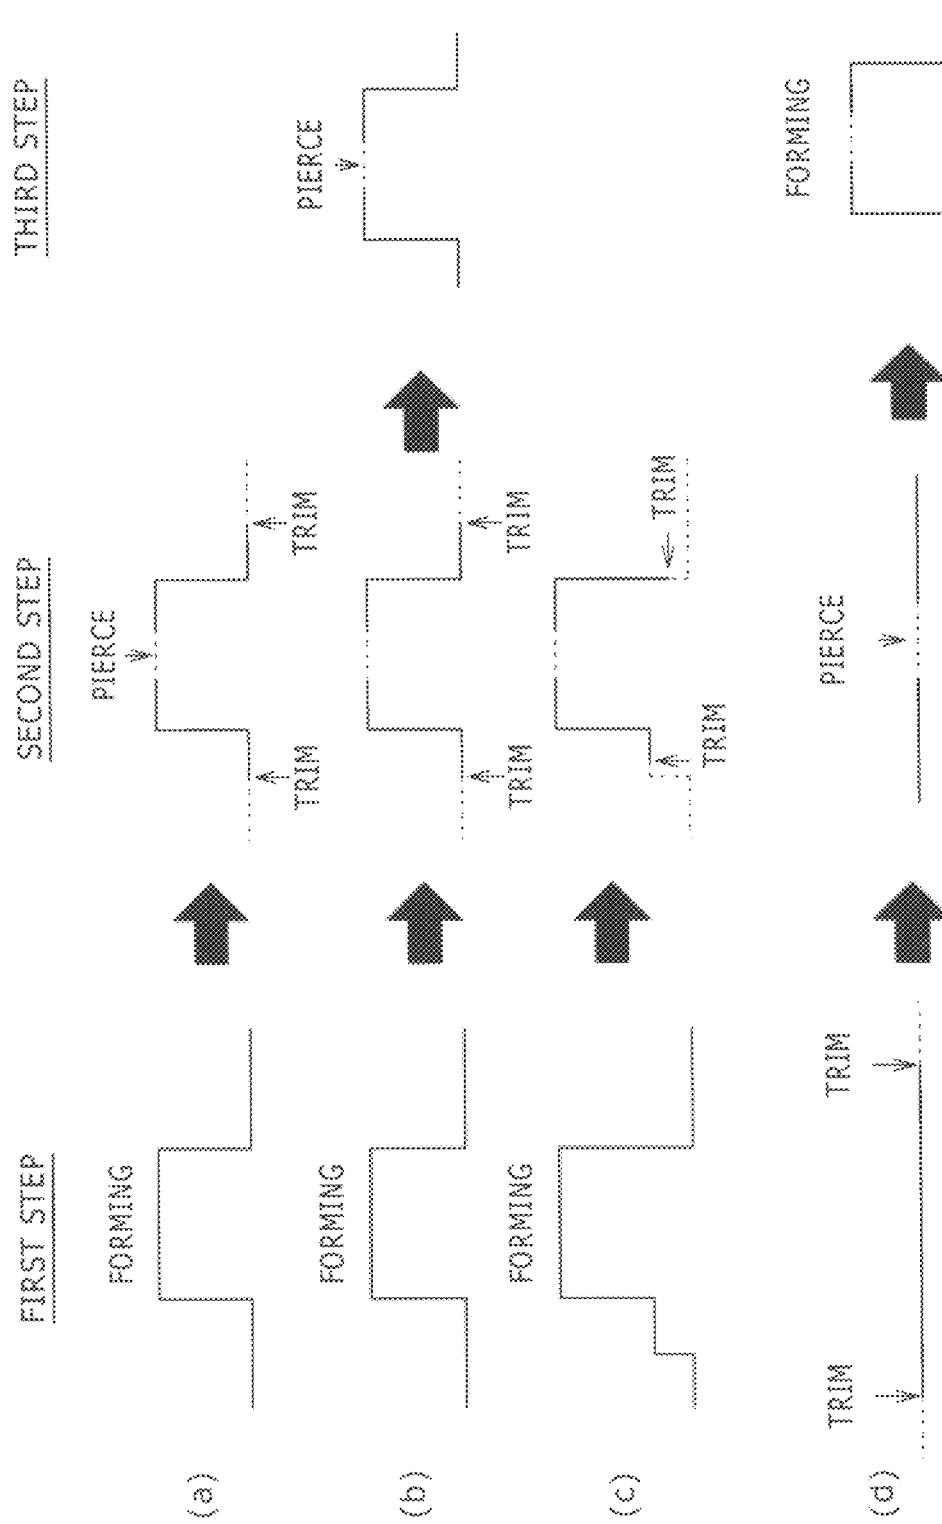 FIRST STEP
SECOND STEP
THIRD STEP
(a)
FORMING
PIERCE
TRIM
TRIM
(b)
FORMING
TRIM
TRIM
PIERCE
(c)
FORMING
TRIM
TRIM
(d)
TRIM
TRIM
PIERCE
FORMING